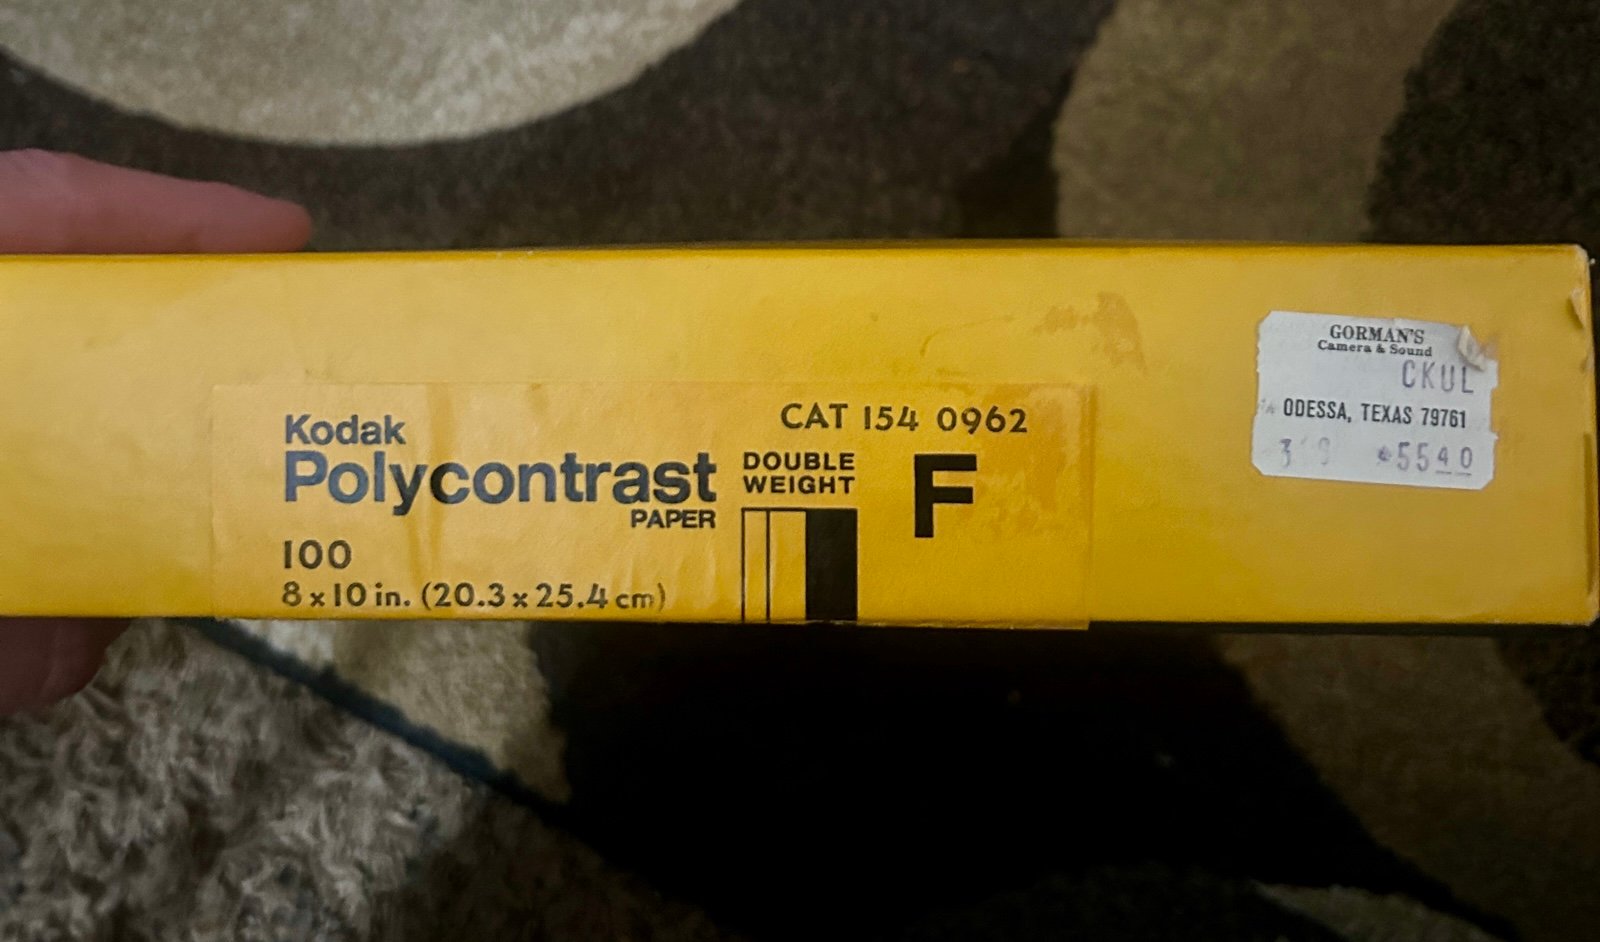 Kodak
Polycontrast
PAPER
100
8 x 10 in. (20.3 x 25.4 cm)
CAT 154 0962
DOUBLE
WEIGHT
F
GORMAN'S
Camera & Sound
CKUL
ODESSA, TEXAS 79761
5540